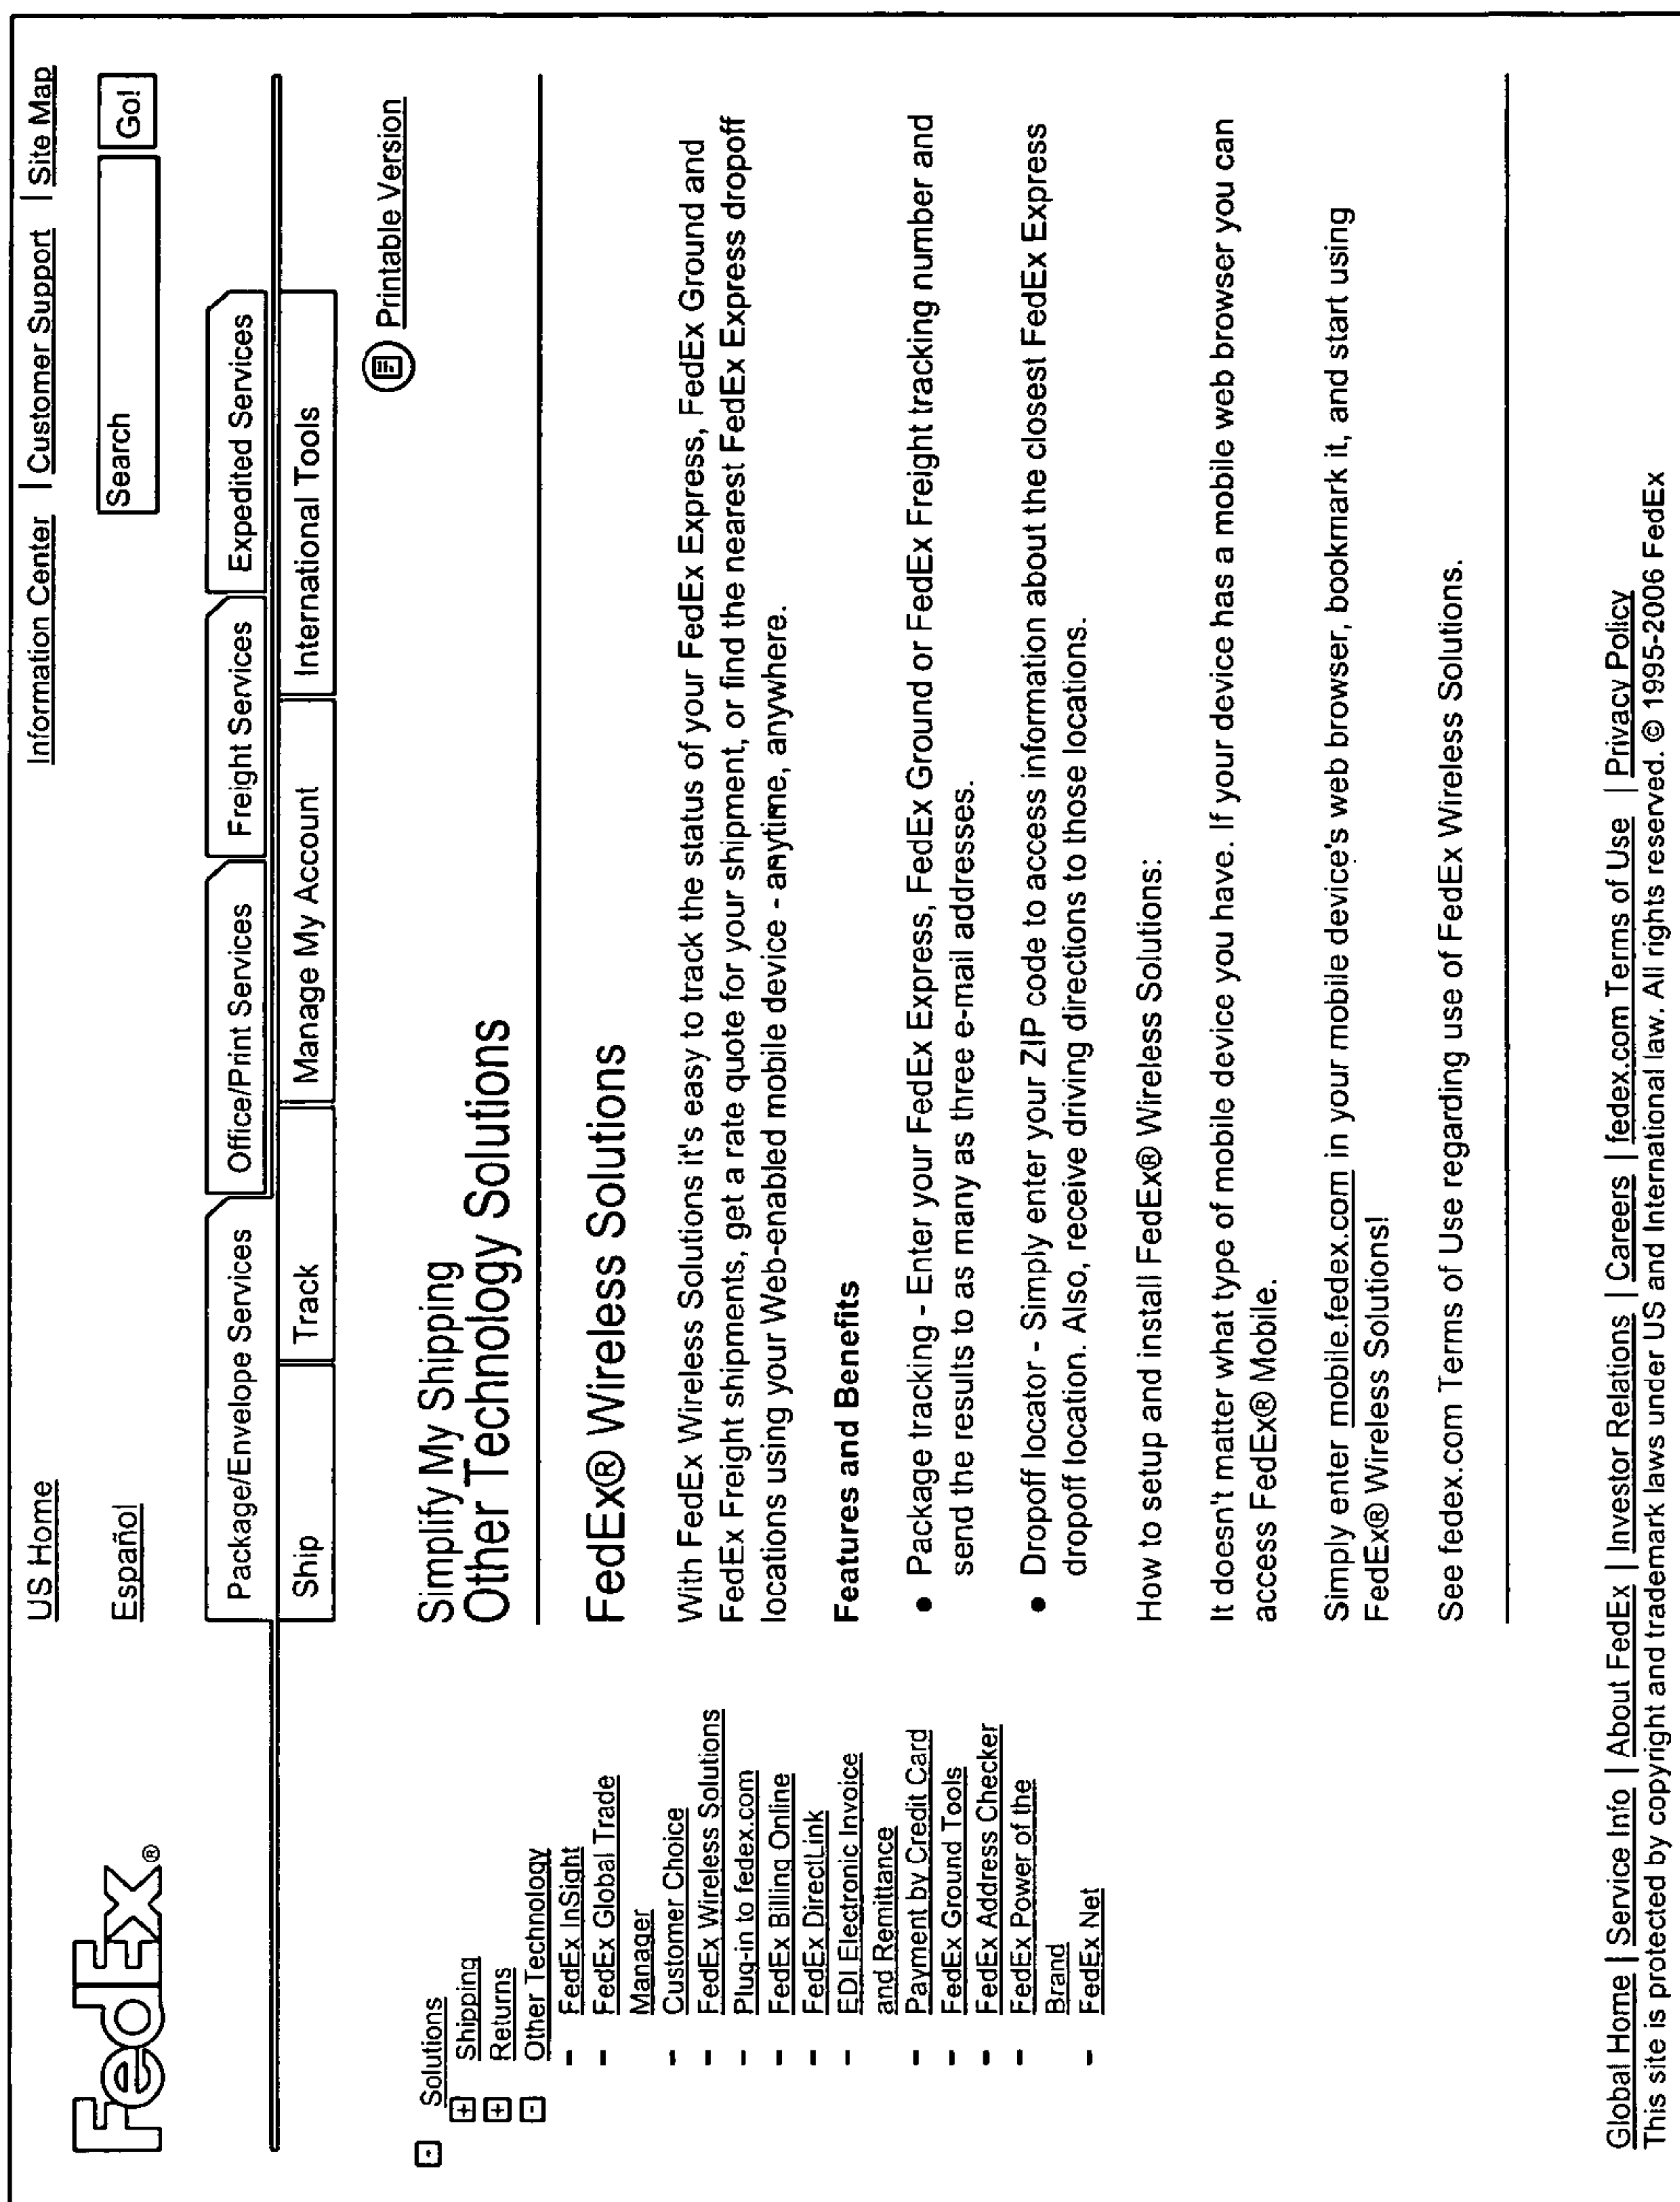 US Home
Information Center | Customer Support | Site Map
FedEx®
Español
Search Go!
Package/Envelope Services Office/Print Services Freight Services Expedited Services
Ship Track Manage My Account International Tools
Printable Version
- Solutions
+ Shipping
+ Returns
- Other Technology
- FedEx InSight
- FedEx Global Trade
Manager
- Customer Choice
- FedEx Wireless Solutions
- Plug-in to fedex.com
- FedEx Billing Online
- FedEx DirectLink
- EDI Electronic Invoice
and Remittance
- Payment by Credit Card
- FedEx Ground Tools
- FedEx Address Checker
- FedEx Power of the
Brand
- FedEx Net
Simplify My Shipping
Other Technology Solutions
FedEx® Wireless Solutions
With FedEx Wireless Solutions it's easy to track the status of your FedEx Express, FedEx Ground and
FedEx Freight shipments, get a rate quote for your shipment, or find the nearest FedEx Express dropoff
locations using your Web-enabled mobile device - anytime, anywhere.
Features and Benefits
● Package tracking - Enter your FedEx Express, FedEx Ground or FedEx Freight tracking number and
send the results to as many as three e-mail addresses.
● Dropoff locator - Simply enter your ZIP code to access information about the closest FedEx Express
dropoff location. Also, receive driving directions to those locations.
How to setup and install FedEx® Wireless Solutions:
It doesn't matter what type of mobile device you have. If your device has a mobile web browser you can
access FedEx® Mobile.
Simply enter mobile.fedex.com in your mobile device's web browser, bookmark it, and start using
FedEx® Wireless Solutions!
See fedex.com Terms of Use regarding use of FedEx Wireless Solutions.
Global Home | Service Info | About FedEx | Investor Relations | Careers | fedex.com Terms of Use | Privacy Policy
This site is protected by copyright and trademark laws under US and International law. All rights reserved. © 1995-2006 FedEx